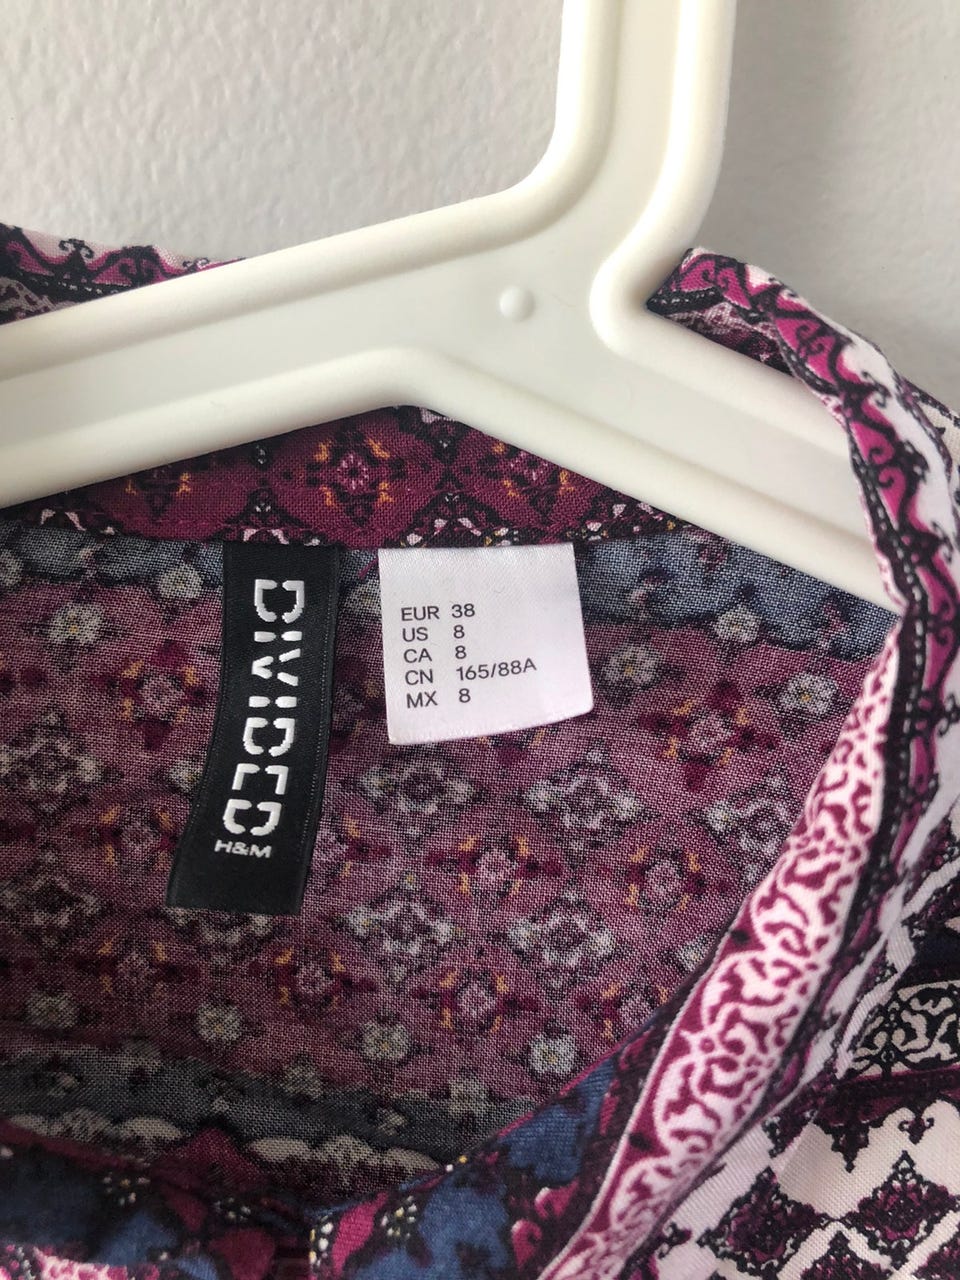 DIVIDED
H&M
EUR 38
US 8
CA 8
CN 165/88A
MX 8